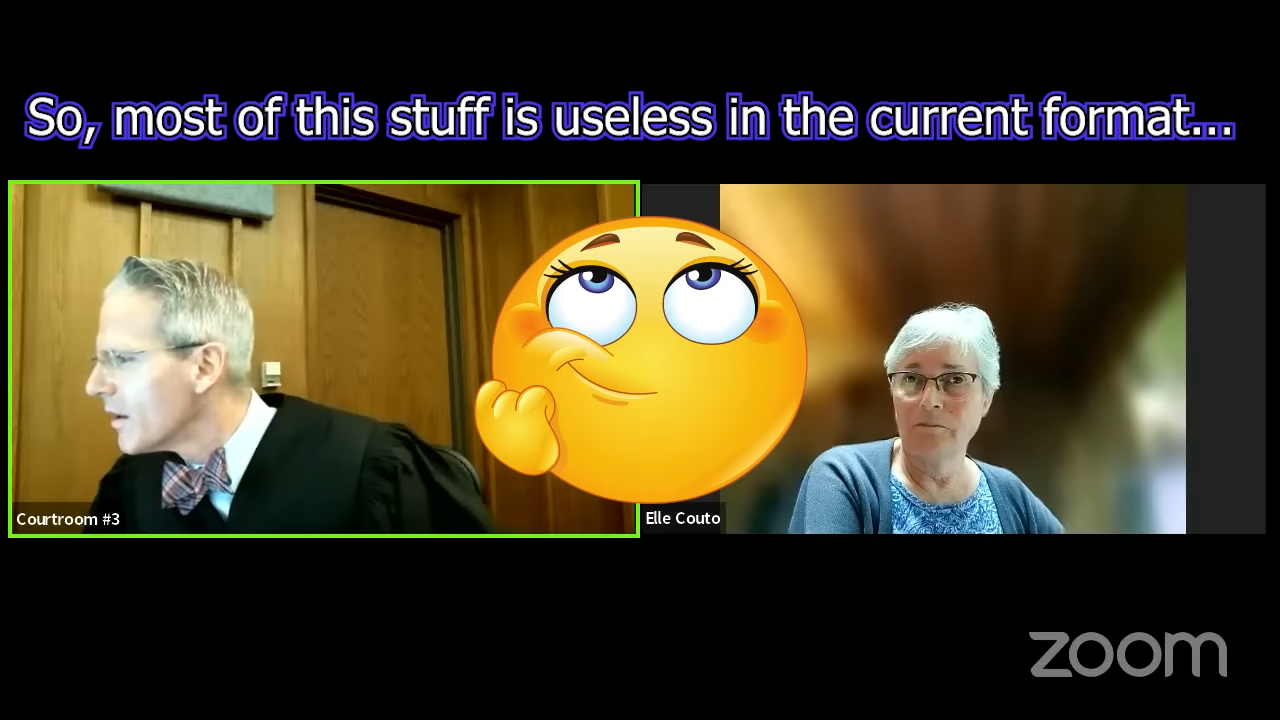 So, most of this stuff is useless in the current format...
Courtroom #3
Elle Couto
zoom